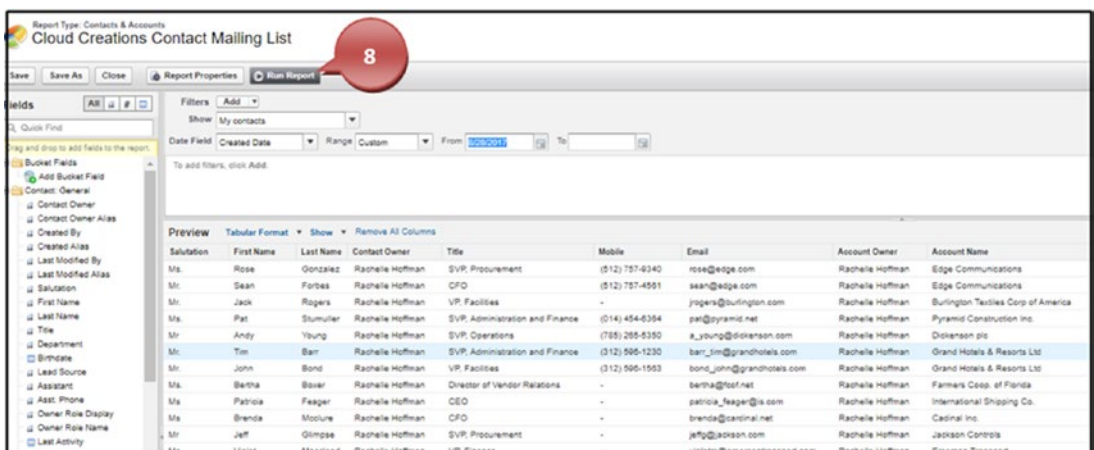 Report Type: Contacts & Accounts
Cloud Creations Contact Mailing List
8
Save Save As Close Report Properties Run Report
Fields All a # Filters Add
Quick Find Show My contacts
Drag and drop to add fields to the report. Date Field Created Date Range Custom From 6/28/2017 To
Bucket Fields To add filters, click Add.
Add Bucket Field
Contact: General
Contact Owner
Contact Owner Alias
Created By
Created Alias
Last Modified By
Last Modified Alias
Salutation
First Name
Last Name
Title
Department
Birthdate
Lead Source
Assistant
Asst. Phone
Owner Role Display
Owner Role Name
Last Activity
Preview Tabular Format Show Remove All Columns
Salutation First Name Last Name Contact Owner Title Mobile Email Account Owner Account Name
Ms. Rose Gonzalez Rachelle Hoffman SVP, Procurement (512) 757-9340 rose@edge.com Rachelle Hoffman Edge Communications
Mr. Sean Forbes Rachelle Hoffman CFO (512) 757-4561 sean@edge.com Rachelle Hoffman Edge Communications
Mr. Jack Rogers Rachelle Hoffman VP, Facilities - jrogers@burlington.com Rachelle Hoffman Burlington Textiles Corp of America
Ms. Pat Stumuller Rachelle Hoffman SVP, Administration and Finance (014) 454-6364 pat@pyramid.net Rachelle Hoffman Pyramid Construction Inc.
Mr Andy Young Rachelle Hoffman SVP, Operations (785) 265-5350 a_young@dickenson.com Rachelle Hoffman Dickenson plc
Mr. Tim Barr Rachelle Hoffman SVP, Administration and Finance (312) 596-1230 barr_tim@grandhotels.com Rachelle Hoffman Grand Hotels & Resorts Ltd
Mr. John Bond Rachelle Hoffman VP, Facilities (312) 596-1563 bond_john@grandhotels.com Rachelle Hoffman Grand Hotels & Resorts Ltd
Ms. Bertha Boxer Rachelle Hoffman Director of Vendor Relations - bertha@fcof.net Rachelle Hoffman Farmers Coop. of Florida
Ms Patricia Feager Rachelle Hoffman CEO - patricia_feager@is.com Rachelle Hoffman International Shipping Co.
Ms Brenda Mcclure Rachelle Hoffman CFO - brenda@cardinal.net Rachelle Hoffman Cadinal Inc.
Mr Jeff Glimpse Rachelle Hoffman SVP, Procurement - jeffg@jackson.com Rachelle Hoffman Jackson Controls